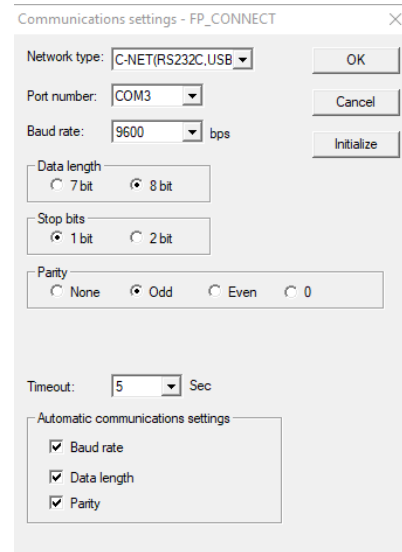 Communications settings - FP_CONNECT
Network type: C-NET(RS232C,USB OK
Port number: COM3 Cancel
Baud rate: 9600 bps Initialize
Data length
7 bit 8 bit
Stop bits
1 bit 2 bit
Parity
None Odd Even 0
Timeout: 5 Sec
Automatic communications settings
Baud rate
Data length
Parity